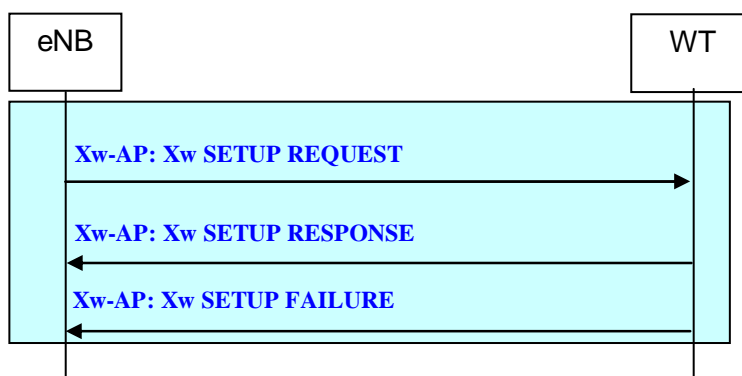 eNB
WT
Xw-AP: Xw SETUP REQUEST
Xw-AP: Xw SETUP RESPONSE
Xw-AP: Xw SETUP FAILURE